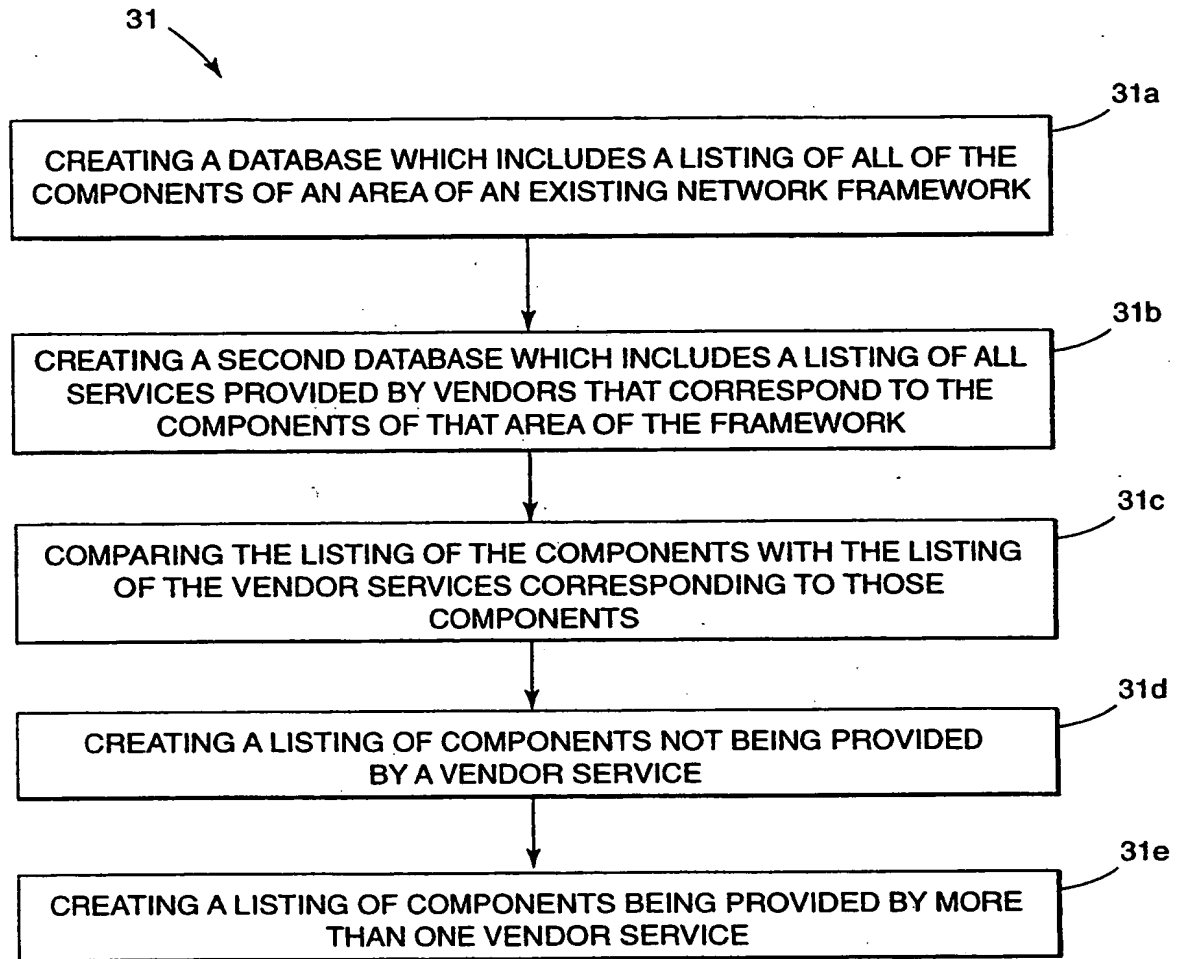 31
31a
CREATING A DATABASE WHICH INCLUDES A LISTING OF ALL OF THE
COMPONENTS OF AN AREA OF AN EXISTING NETWORK FRAMEWORK
31b
CREATING A SECOND DATABASE WHICH INCLUDES A LISTING OF ALL
SERVICES PROVIDED BY VENDORS THAT CORRESPOND TO THE
COMPONENTS OF THAT AREA OF THE FRAMEWORK
31c
COMPARING THE LISTING OF THE COMPONENTS WITH THE LISTING
OF THE VENDOR SERVICES CORRESPONDING TO THOSE
COMPONENTS
31d
CREATING A LISTING OF COMPONENTS NOT BEING PROVIDED
BY A VENDOR SERVICE
31e
CREATING A LISTING OF COMPONENTS BEING PROVIDED BY MORE
THAN ONE VENDOR SERVICE